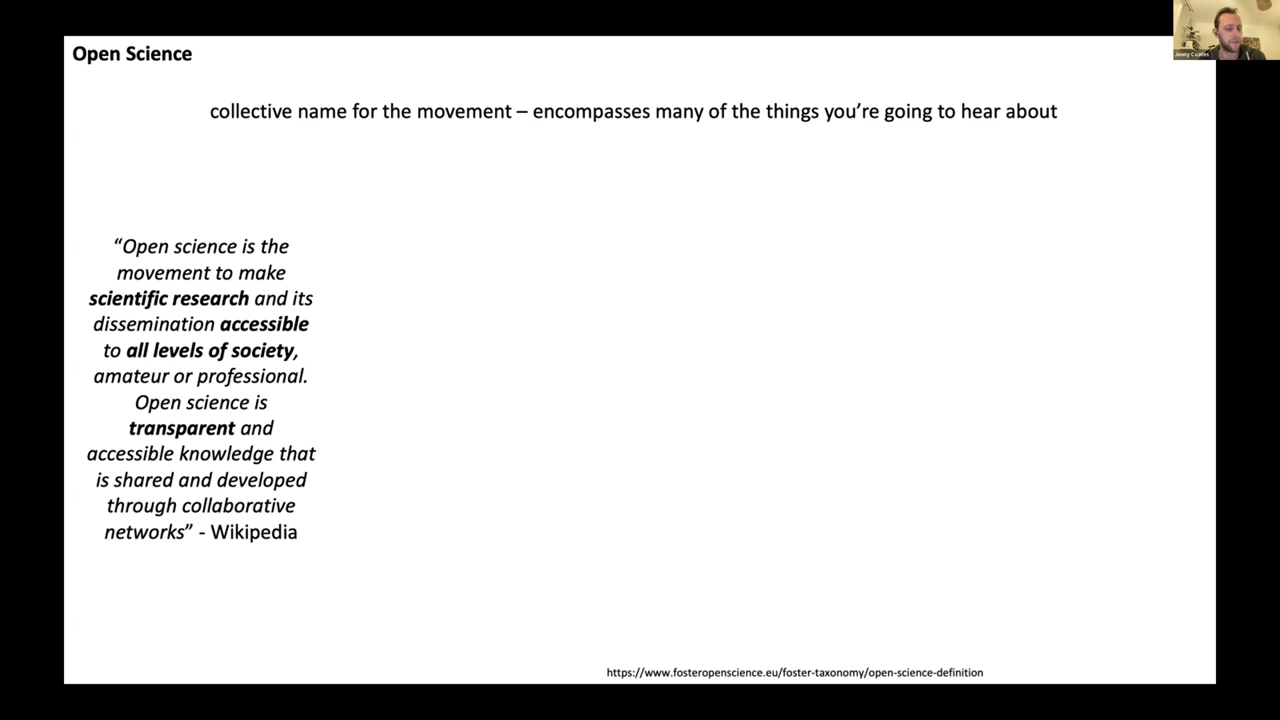 Open Science
Jonny Coates
collective name for the movement – encompasses many of the things you’re going to hear about
“Open science is the
movement to make
scientific research and its
dissemination accessible
to all levels of society,
amateur or professional.
Open science is
transparent and
accessible knowledge that
is shared and developed
through collaborative
networks” - Wikipedia
https://www.fosteropenscience.eu/foster-taxonomy/open-science-definition